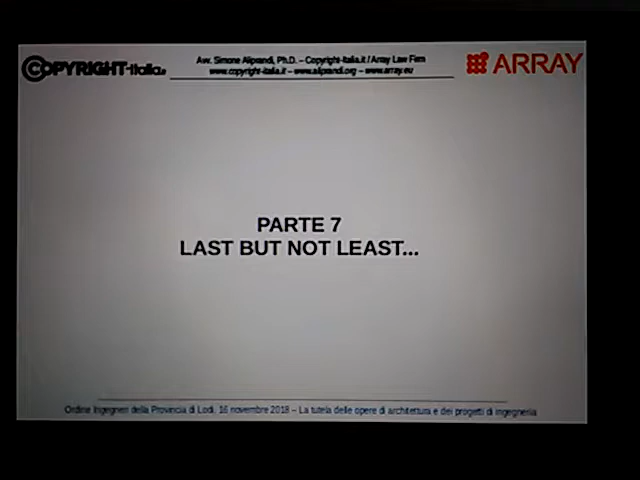 COPYRIGHT-Italia.it
Avv. Simone Aliprandi, Ph.D. – Copyright-Italia.it / Array Law Firm
www.copyright-italia.it – www.aliprandi.org – www.array.eu
ARRAY
PARTE 7
LAST BUT NOT LEAST...
Ordine Ingegneri della Provincia di Lodi, 16 novembre 2018 – La tutela delle opere di architettura e dei progetti di ingegneria